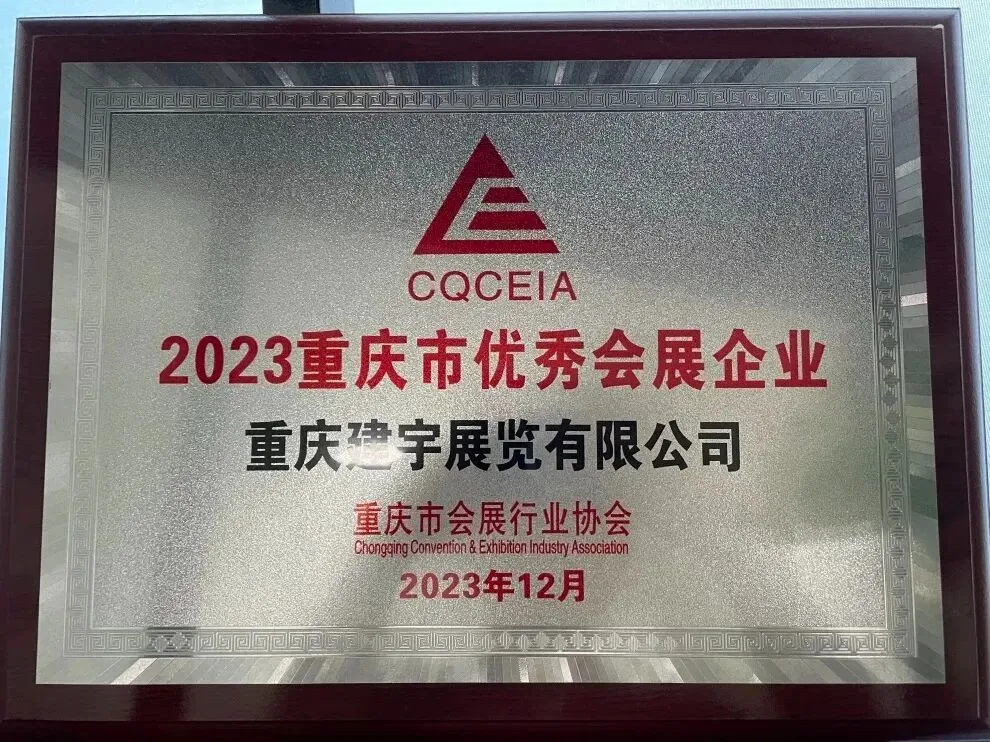 CQCEIA
2023重庆市优秀会展企业
重庆建宇展览有限公司
重庆市会展行业协会
Chongqing Convention & Exhibition Industry Association
2023年12月